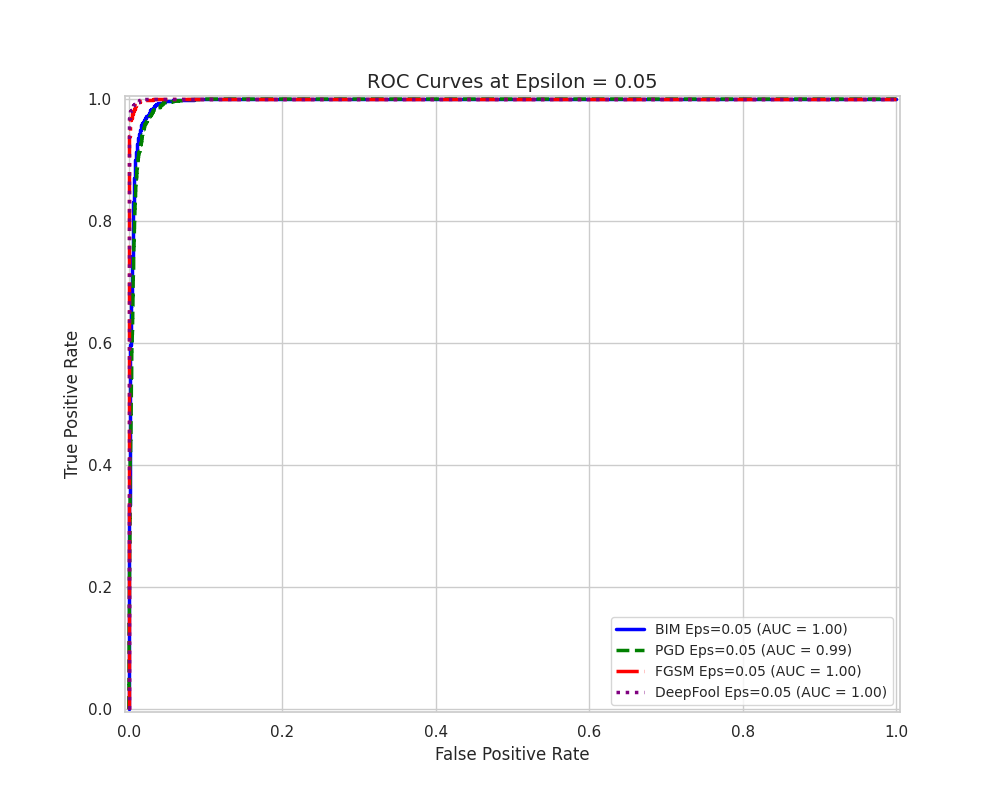 ROC Curves at Epsilon = 0.05
True Positive Rate
1.0
0.8
0.6
0.4
0.2
0.0
0.0 0.2 0.4 0.6 0.8 1.0
False Positive Rate
BIM Eps=0.05 (AUC = 1.00)
PGD Eps=0.05 (AUC = 0.99)
FGSM Eps=0.05 (AUC = 1.00)
DeepFool Eps=0.05 (AUC = 1.00)